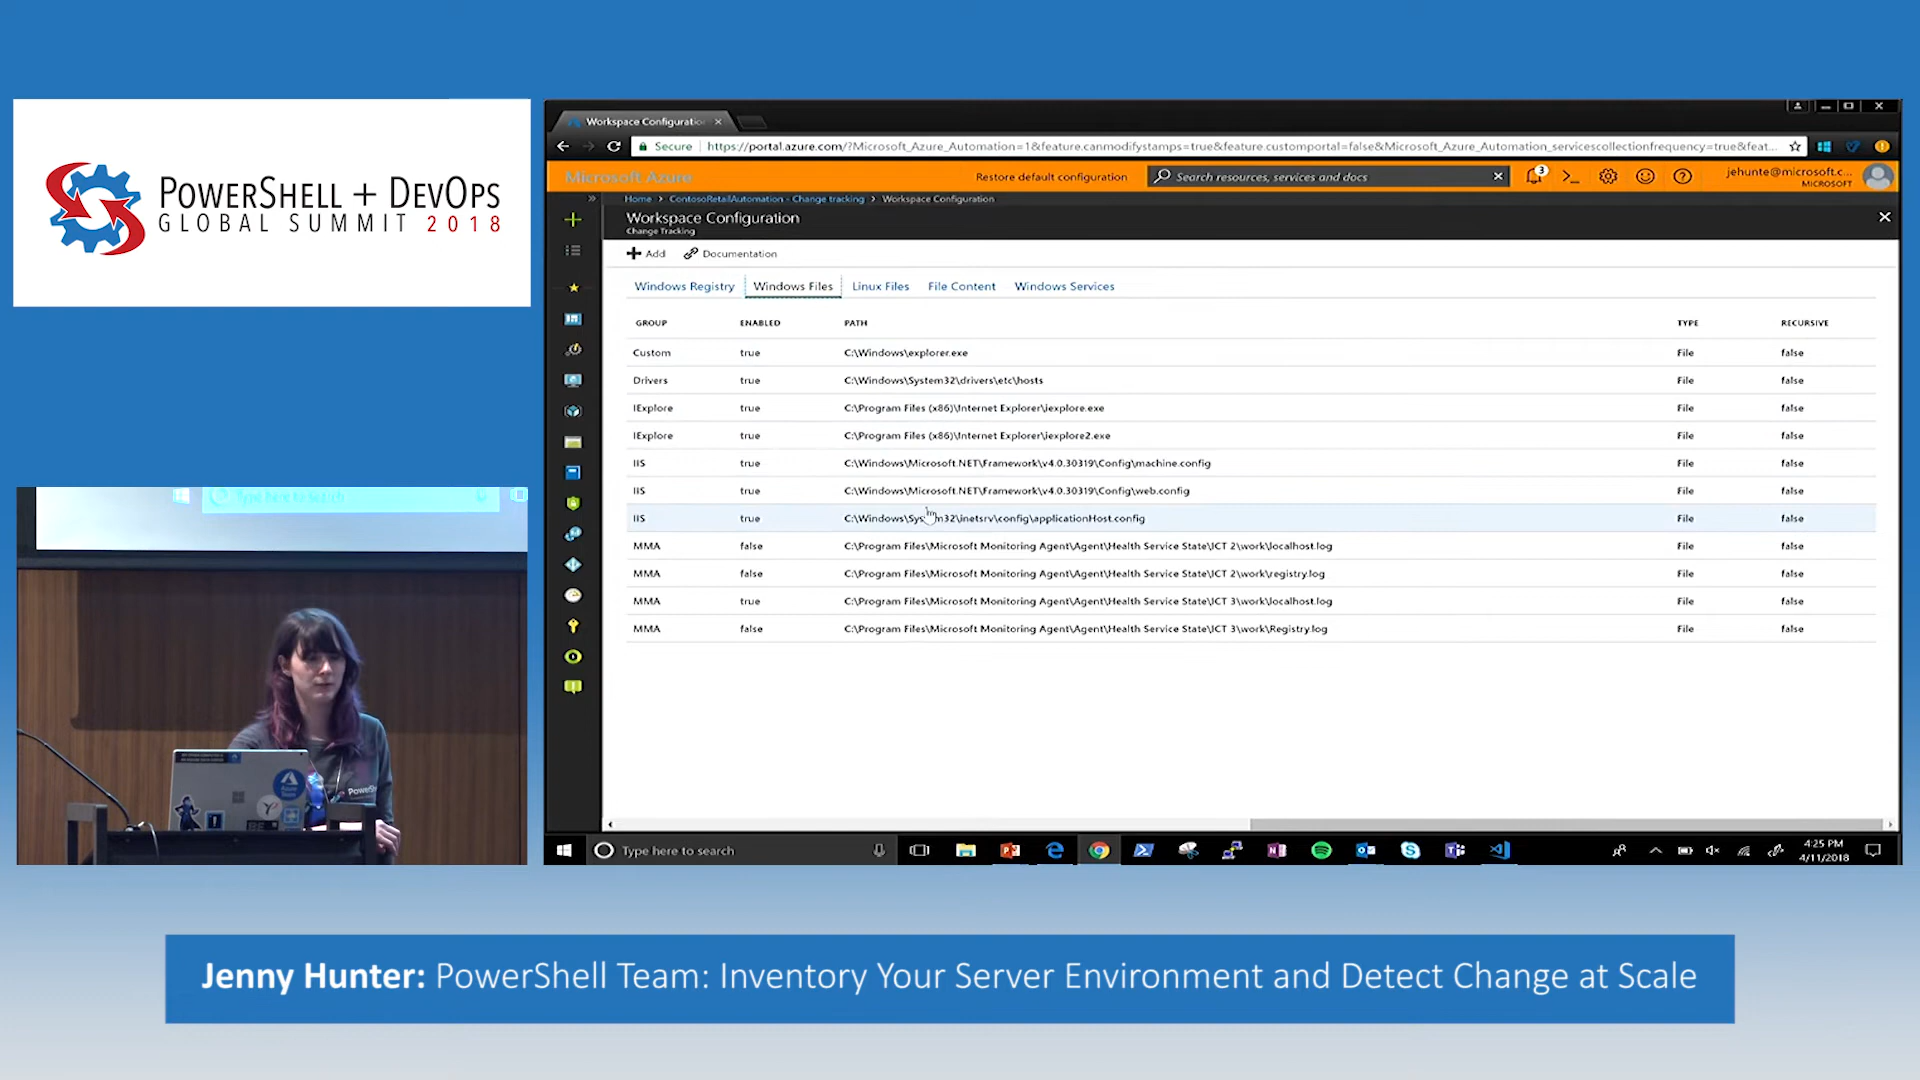 POWERSHELL + DEVOPS
GLOBAL SUMMIT 2018
Workspace Configuratio
Secure
https://portal.azure.com/?Microsoft_Azure_Automation=1&feature.canmodifystamps=true&feature.customportal=false&Microsoft_Azure_Automation_servicescollectionfrequency=true&feat...
Microsoft Azure
Restore default configuration
Search resources, services and docs
3
jehunte@microsoft.c...
MICROSOFT
Home > ContosoRetailAutomation - Change tracking > Workspace Configuration
Workspace Configuration
Change Tracking
Add Documentation
Windows Registry Windows Files Linux Files File Content Windows Services
GROUP ENABLED PATH TYPE RECURSIVE
Custom true C:\Windows\explorer.exe File false
Drivers true C:\Windows\System32\drivers\etc\hosts File false
IExplore true C:\Program Files (x86)\Internet Explorer\iexplore.exe File false
IExplore true C:\Program Files (x86)\Internet Explorer\iexplore2.exe File false
IIS true C:\Windows\Microsoft.NET\Framework\v4.0.30319\Config\machine.config File false
IIS true C:\Windows\Microsoft.NET\Framework\v4.0.30319\Config\web.config File false
IIS true C:\Windows\System32\inetsrv\config\applicationHost.config File false
MMA false C:\Program Files\Microsoft Monitoring Agent\Agent\Health Service State\ICT 2\work\localhost.log File false
MMA false C:\Program Files\Microsoft Monitoring Agent\Agent\Health Service State\ICT 2\work\registry.log File false
MMA true C:\Program Files\Microsoft Monitoring Agent\Agent\Health Service State\ICT 3\work\localhost.log File false
MMA false C:\Program Files\Microsoft Monitoring Agent\Agent\Health Service State\ICT 3\work\Registry.log File false
Type here to search
4:25 PM
4/11/2018
Type here to search
Jenny Hunter: PowerShell Team: Inventory Your Server Environment and Detect Change at Scale